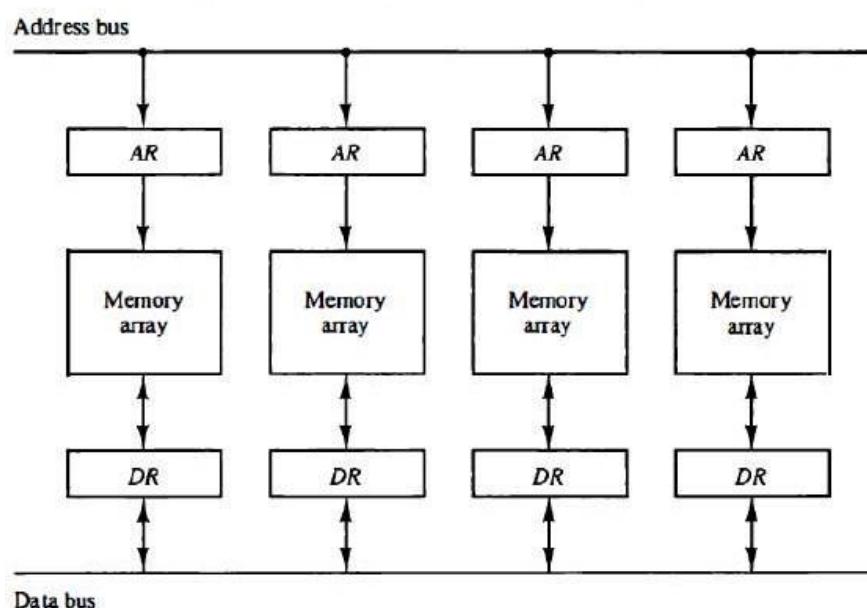 Address bus
AR AR AR AR
Memory Memory Memory Memory
array array array array
DR DR DR DR
Data bus